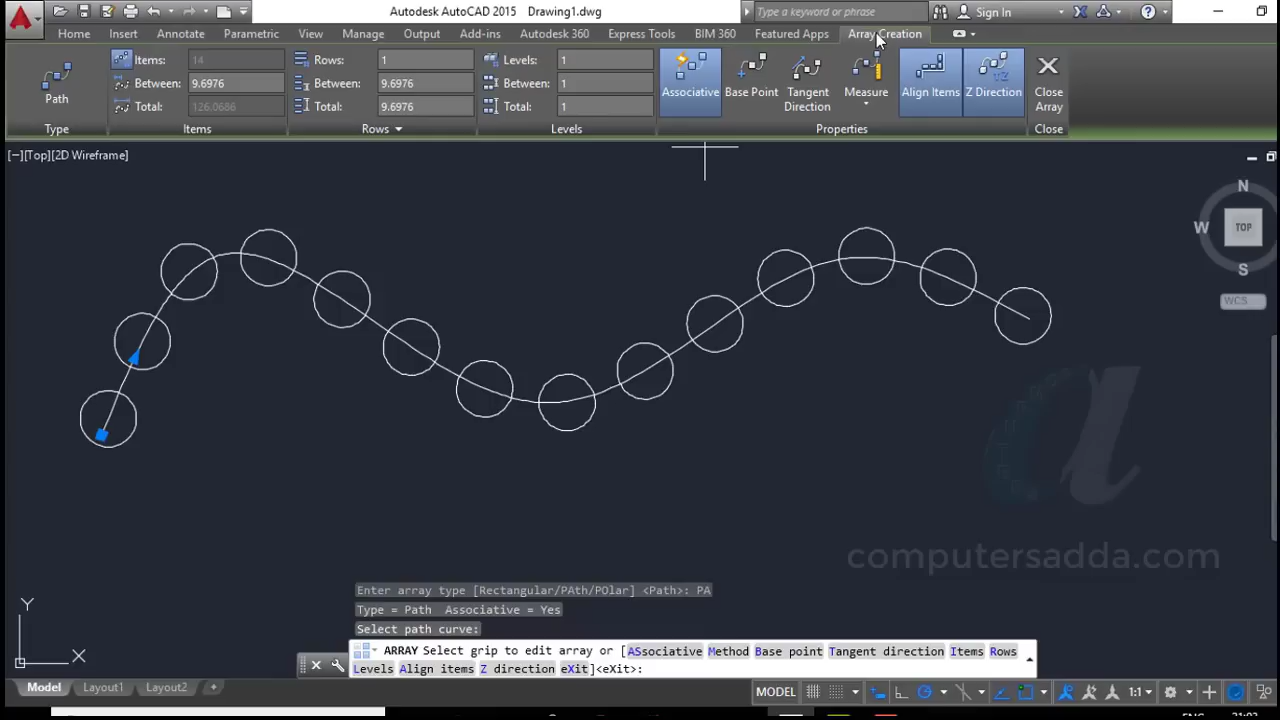 Autodesk AutoCAD 2015 Drawing1.dwg
Type a keyword or phrase
Sign In
Home Insert Annotate Parametric View Manage Output Add-ins Autodesk 360 Express Tools BIM 360 Featured Apps Array Creation
Items: 14 Rows: 1 Levels: 1
Between: 9.6976 Between: 9.6976 Between: 1
Total: 126.0686 Total: 9.6976 Total: 1
Path
Associative Base Point Tangent Direction Measure Align Items Z Direction Close Array
Type Items Rows Levels Properties Close
[−][Top][2D Wireframe]
N
W TOP
S
WCS
a
computersadda.com
Enter array type [Rectangular/PAth/POlar] <Path>: PA
Type = Path Associative = Yes
Select path curve:
ARRAY Select grip to edit array or [ASsociative Method Base point Tangent direction Items Rows
Levels Align items Z direction eXit]<eXit>:
Y
X
Model Layout1 Layout2 +
MODEL 1:1